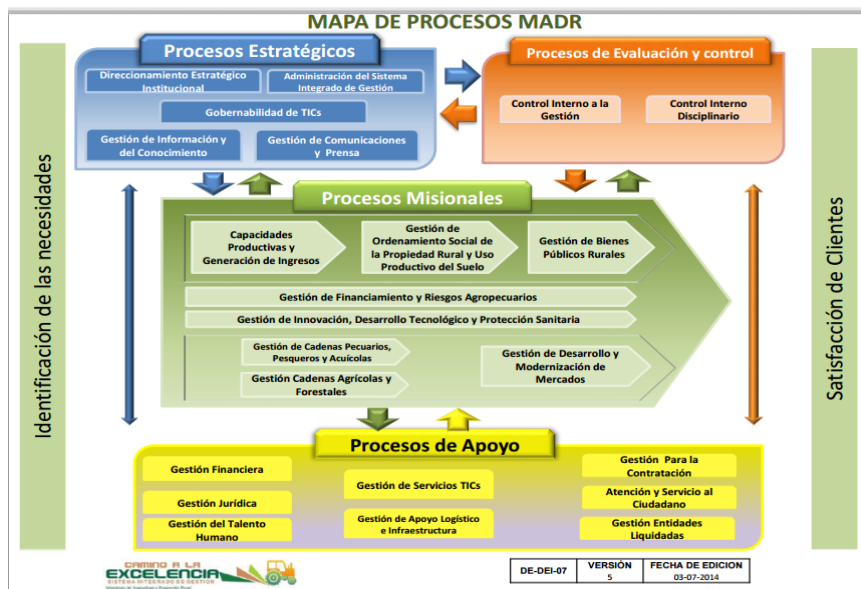 MAPA DE PROCESOS MADR
Identificación de las necesidades
Procesos Estratégicos
Direccionamiento Estratégico
Institucional
Administración del Sistema
Integrado de Gestión
Gobernabilidad de TICs
Gestión de Información y
del Conocimiento
Gestión de Comunicaciones
y Prensa
Procesos de Evaluación y control
Control Interno a la
Gestión
Control Interno
Disciplinario
Procesos Misionales
Capacidades
Productivas y
Generación de Ingresos
Gestión de
Ordenamiento Social de
la Propiedad Rural y Uso
Productivo del Suelo
Gestión de Bienes
Públicos Rurales
Gestión de Financiamiento y Riesgos Agropecuarios
Gestión de Innovación, Desarrollo Tecnológico y Protección Sanitaria
Gestión de Cadenas Pecuarios,
Pesqueros y Acuícolas
Gestión Cadenas Agrícolas y
Forestales
Gestión de Desarrollo y
Modernización de
Mercados
Procesos de Apoyo
Gestión Financiera
Gestión Jurídica
Gestión del Talento
Humano
Gestión de Servicios TICs
Gestión de Apoyo Logístico
e Infraestructura
Gestión Para la
Contratación
Atención y Servicio al
Ciudadano
Gestión Entidades
Liquidadas
Satisfacción de Clientes
CAMINO A LA
EXCELENCIA
SISTEMA INTEGRADO DE GESTION
DE-DEI-07
VERSIÓN
5
FECHA DE EDICION
03-07-2014